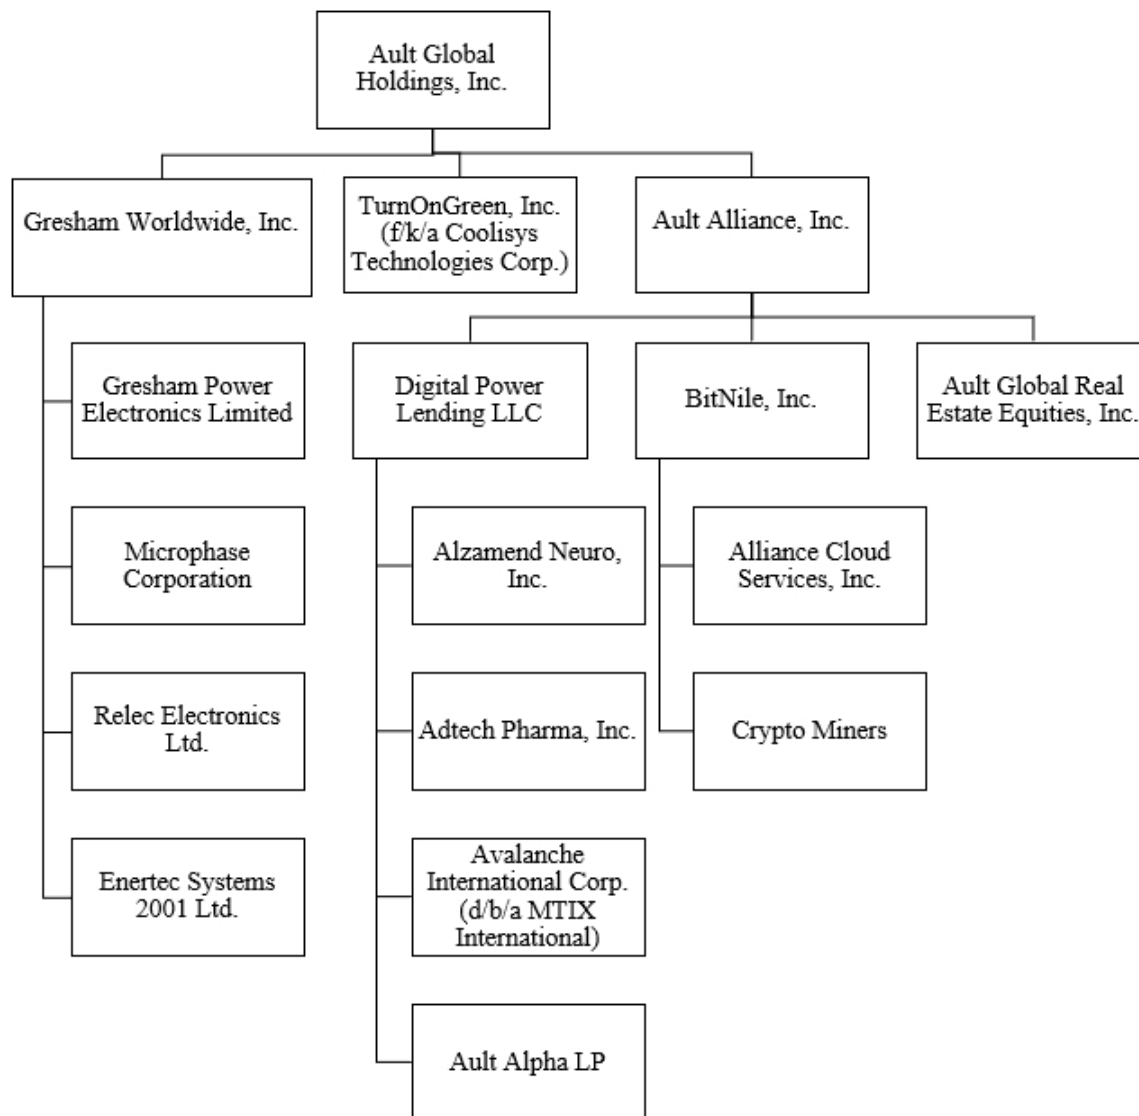 Ault Global
Holdings, Inc.
Gresham Worldwide, Inc.
TurnOnGreen, Inc.
(f/k/a Coolisys
Technologies Corp.)
Ault Alliance, Inc.
Gresham Power
Electronics Limited
Digital Power
Lending LLC
BitNile, Inc.
Ault Global Real
Estate Equities, Inc.
Microphase
Corporation
Alzamend Neuro,
Inc.
Alliance Cloud
Services, Inc.
Relec Electronics
Ltd.
Adtech Pharma, Inc.
Crypto Miners
Enertec Systems
2001 Ltd.
Avalanche
International Corp.
(d/b/a MTIX
International)
Ault Alpha LP